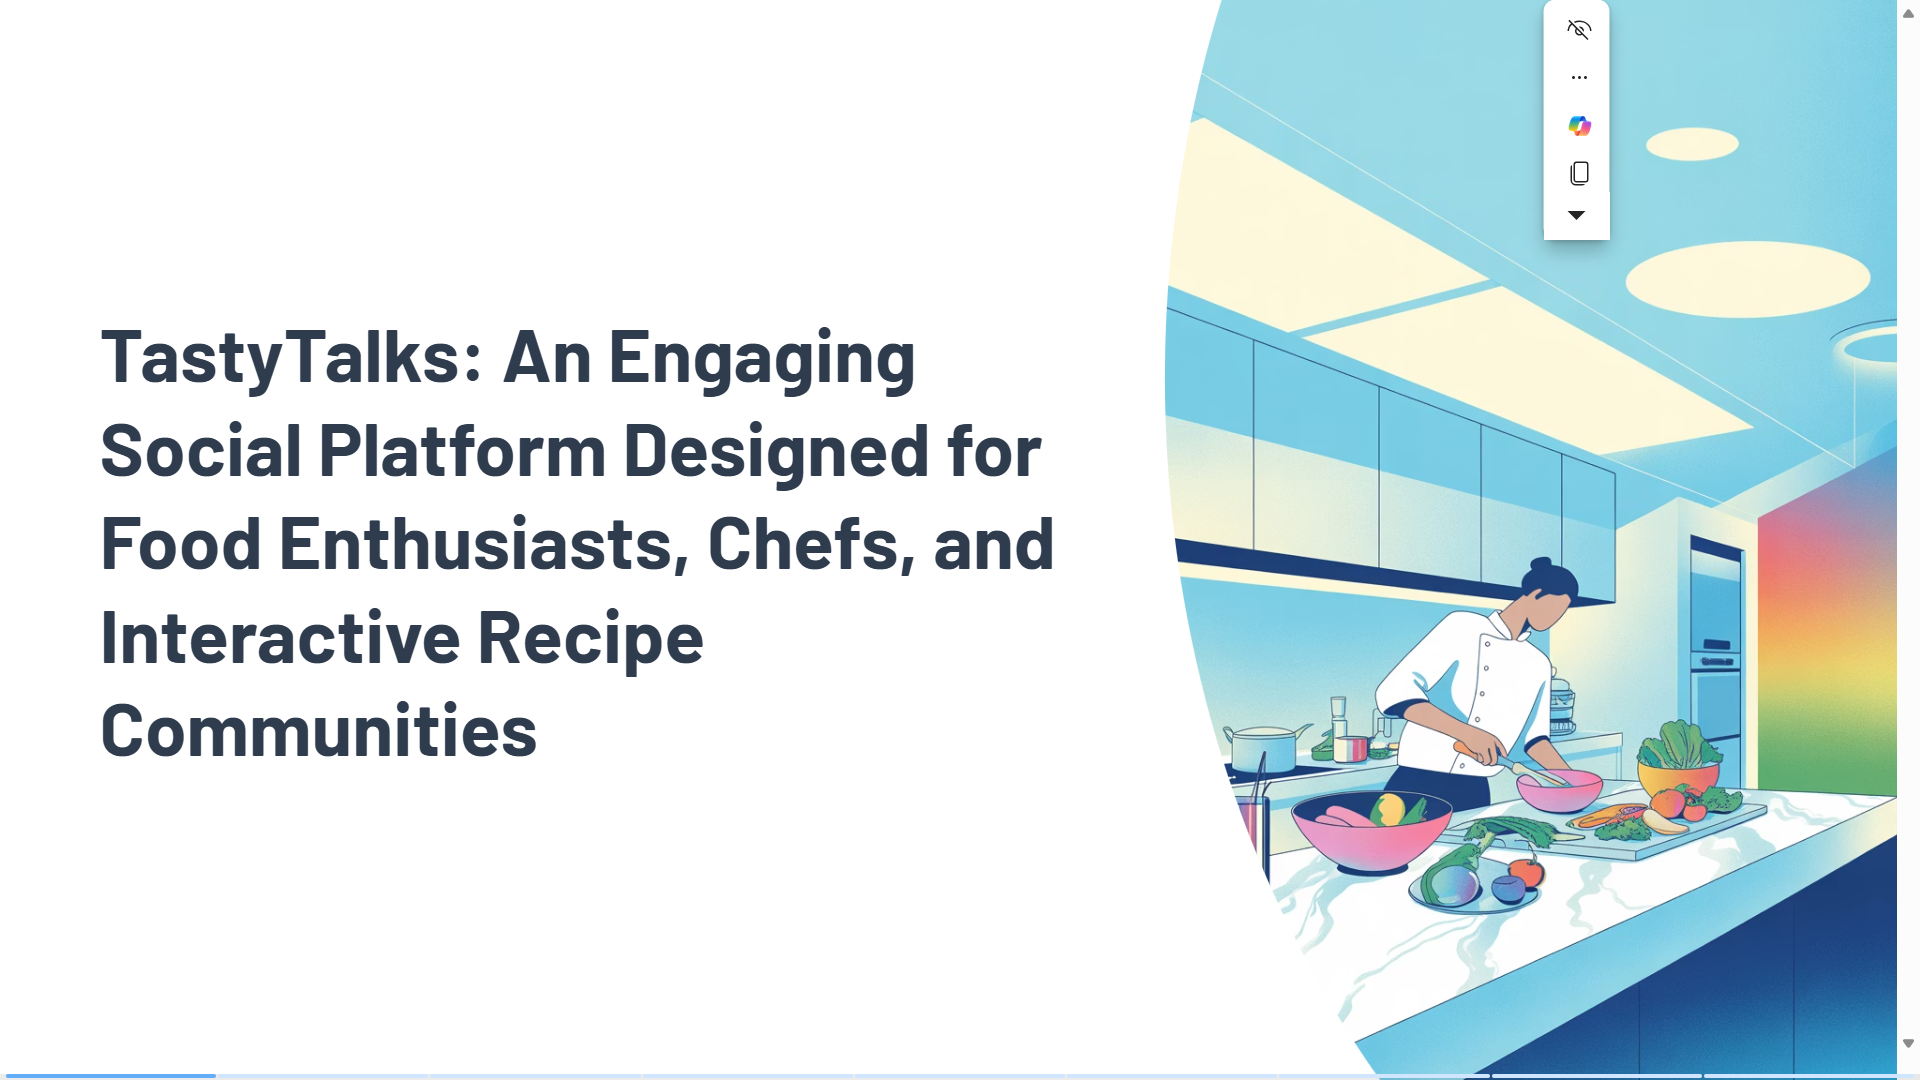 TastyTalks: An Engaging
Social Platform Designed for
Food Enthusiasts, Chefs, and
Interactive Recipe
Communities